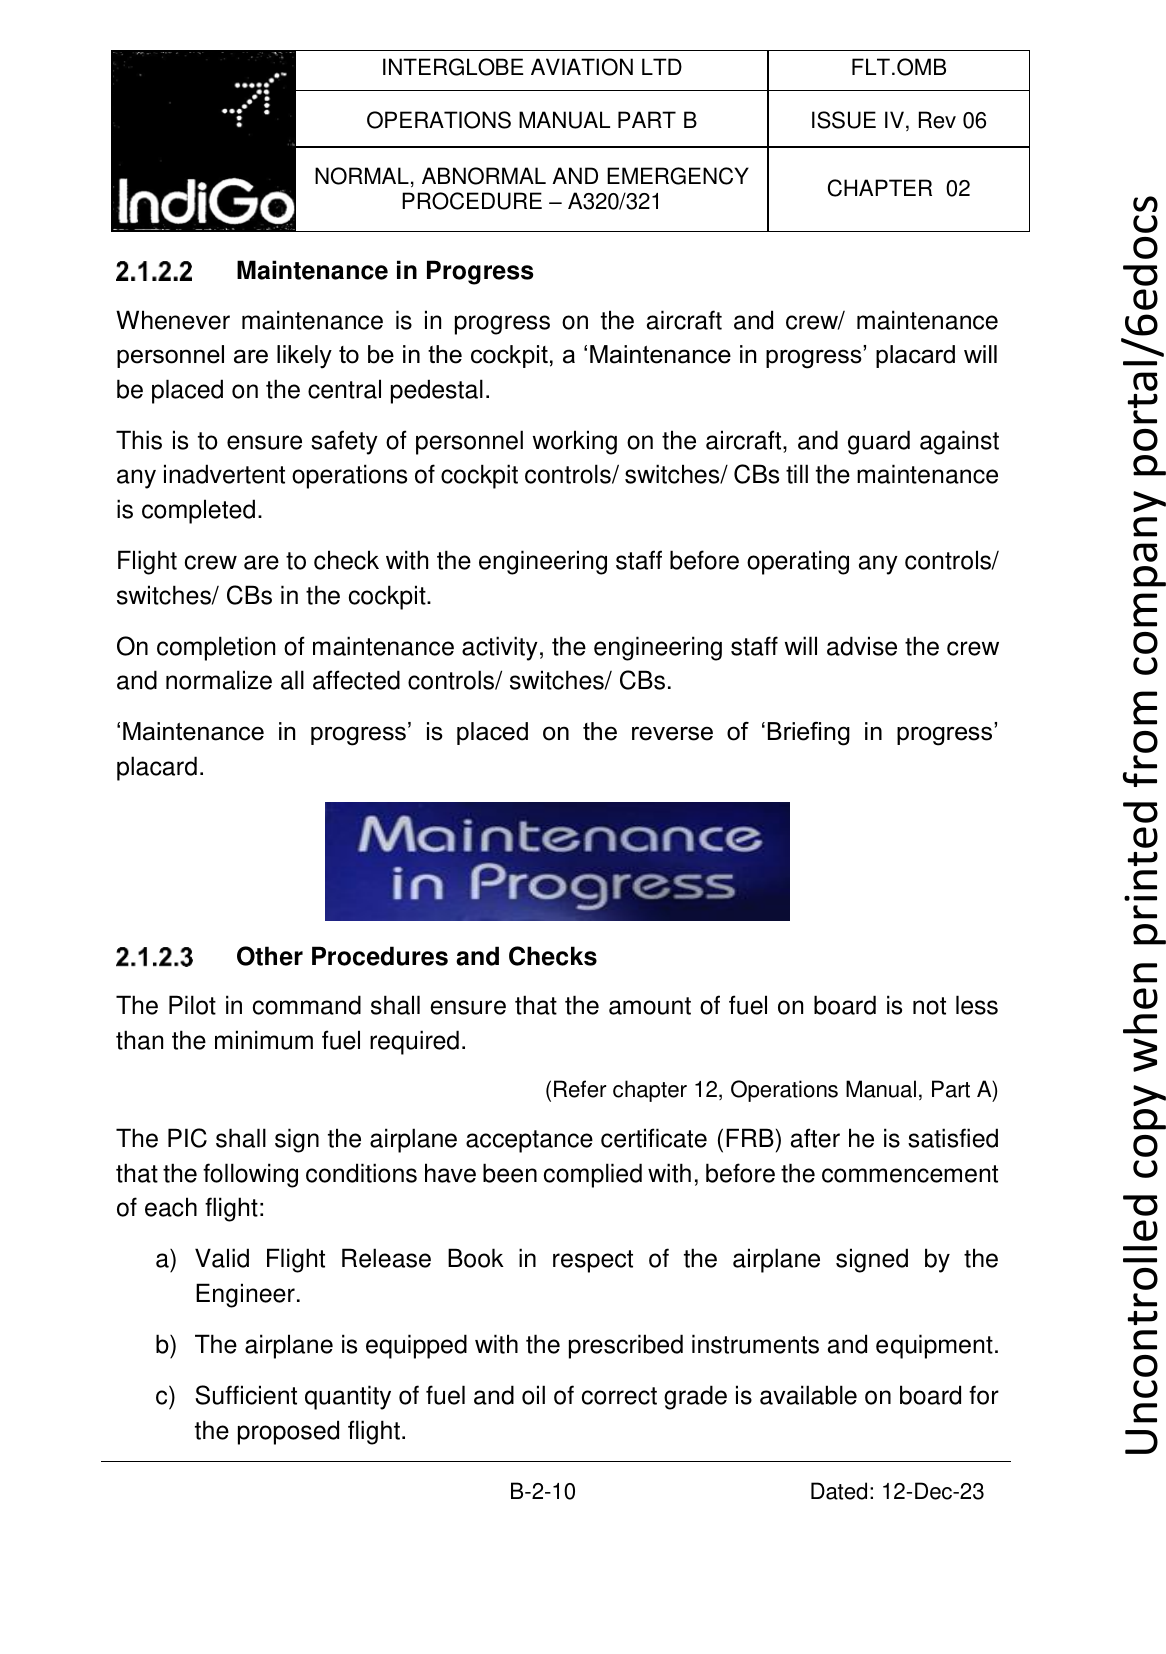 INTERGLOBE AVIATION LTD
FLT.OMB
OPERATIONS MANUAL PART B
ISSUE IV, Rev 06
IndiGo
NORMAL, ABNORMAL AND EMERGENCY
PROCEDURE – A320/321
CHAPTER 02
2.1.2.2 Maintenance in Progress
Whenever maintenance is in progress on the aircraft and crew/ maintenance
personnel are likely to be in the cockpit, a ‘Maintenance in progress’ placard will
be placed on the central pedestal.
This is to ensure safety of personnel working on the aircraft, and guard against
any inadvertent operations of cockpit controls/ switches/ CBs till the maintenance
is completed.
Flight crew are to check with the engineering staff before operating any controls/
switches/ CBs in the cockpit.
On completion of maintenance activity, the engineering staff will advise the crew
and normalize all affected controls/ switches/ CBs.
‘Maintenance in progress’ is placed on the reverse of ‘Briefing in progress’
placard.
Maintenance
in Progress
2.1.2.3 Other Procedures and Checks
The Pilot in command shall ensure that the amount of fuel on board is not less
than the minimum fuel required.
(Refer chapter 12, Operations Manual, Part A)
The PIC shall sign the airplane acceptance certificate (FRB) after he is satisfied
that the following conditions have been complied with, before the commencement
of each flight:
a) Valid Flight Release Book in respect of the airplane signed by the
Engineer.
b) The airplane is equipped with the prescribed instruments and equipment.
c) Sufficient quantity of fuel and oil of correct grade is available on board for
the proposed flight.
B-2-10
Dated: 12-Dec-23
Uncontrolled copy when printed from company portal/6edocs